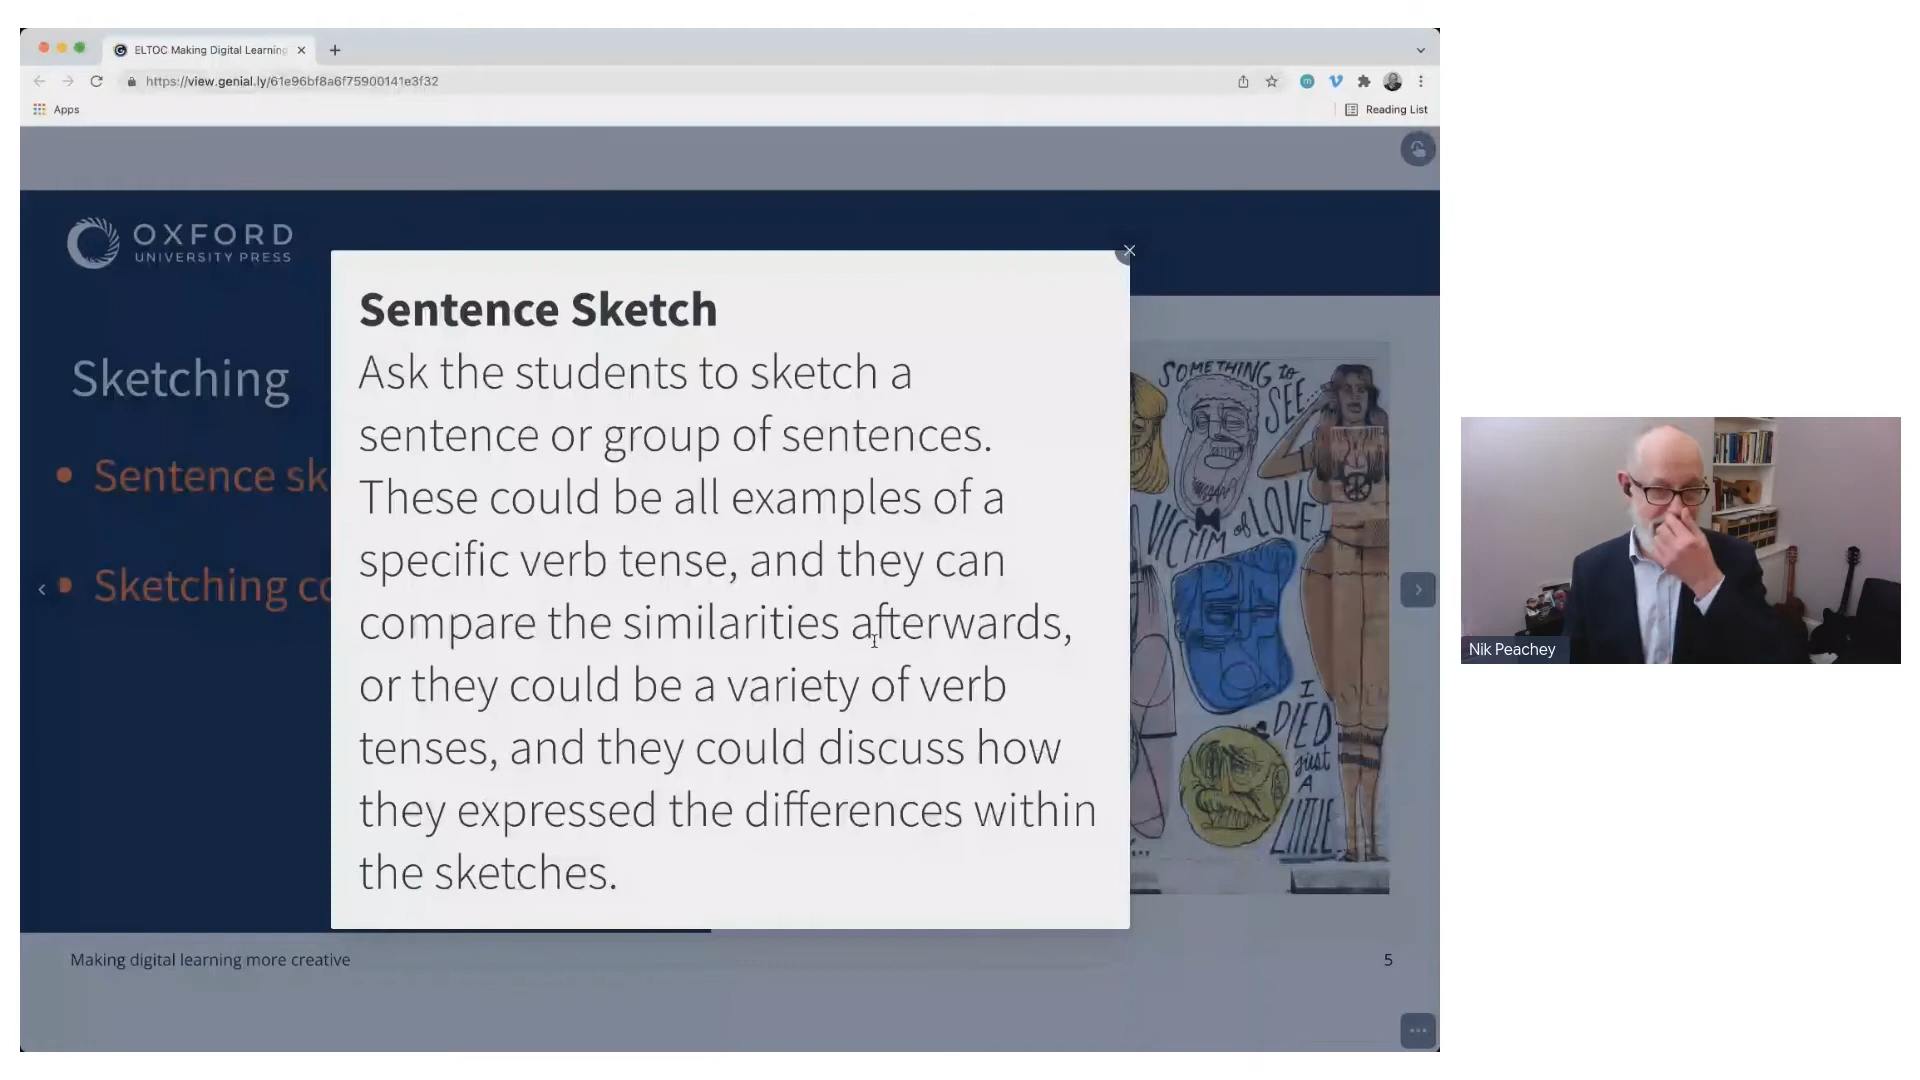 ELTOC Making Digital Learning
https://view.genial.ly/61e96bf8a6f75900141e3f32
Apps
Reading List
OXFORD
UNIVERSITY PRESS
Sketching
• Sentence sk
• Sketching co
Sentence Sketch
Ask the students to sketch a
sentence or group of sentences.
These could be all examples of a
specific verb tense, and they can
compare the similarities afterwards,
or they could be a variety of verb
tenses, and they could discuss how
they expressed the differences within
the sketches.
SOMETHING to
SEE
VICTIM of LOVE
I
DIED
just
A
LITTLE
Making digital learning more creative
5
Nik Peachey